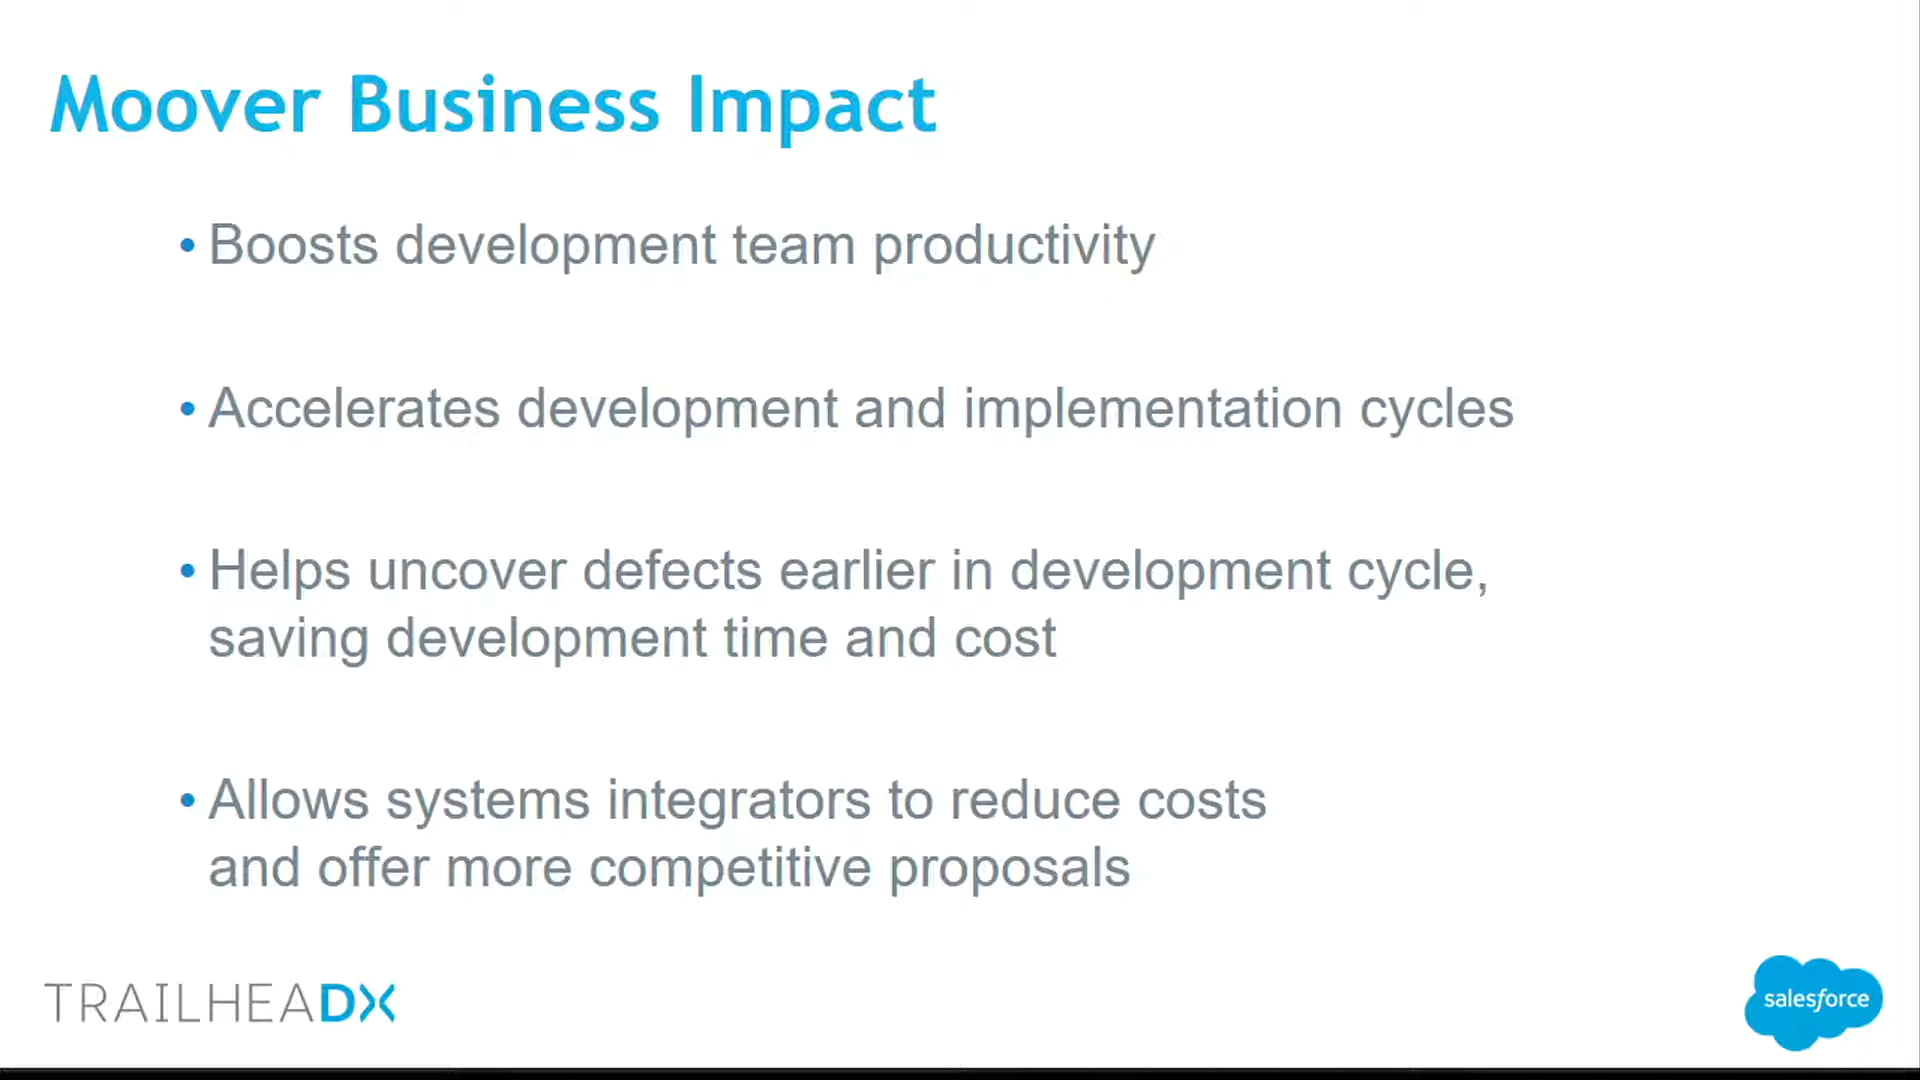 Moover Business Impact
• Boosts development team productivity
• Accelerates development and implementation cycles
• Helps uncover defects earlier in development cycle,
saving development time and cost
• Allows systems integrators to reduce costs
and offer more competitive proposals
TRAILHEADX
salesforce